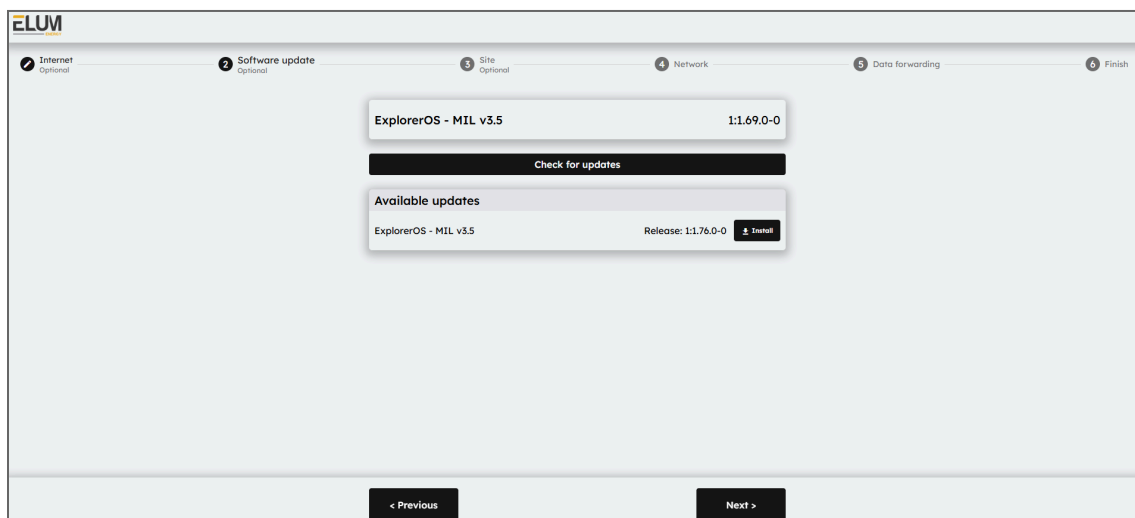 ELUM
ENERGY
Internet
Optional
2 Software update
Optional
3 Site
Optional
4 Network
5 Data forwarding
6 Finish
ExplorerOS - MIL v3.5 1:1.69.0-0
Check for updates
Available updates
ExplorerOS - MIL v3.5 Release: 1:1.76.0-0 Install
< Previous Next >